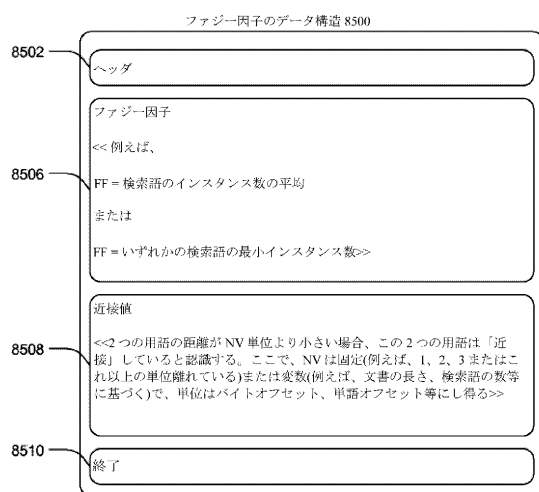 ファジー因子のデータ構造 8500
8502
ヘッダ
ファジー因子
<< 例えば、
8506
FF = 検索語のインスタンス数の平均
または
FF = いずれかの検索語の最小インスタンス数>>
近接値
<<2 つの用語の距離が NV 単位より小さい場合、この 2 つの用語は「近
8508
接」していると認識する。ここで、NV は固定(例えば、1、2、3 またはこ
れ以上の単位離れている)または変数(例えば、文書の長さ、検索語の数等
に基づく)で、単位はバイトオフセット、単語オフセット等にし得る>>
8510
終了